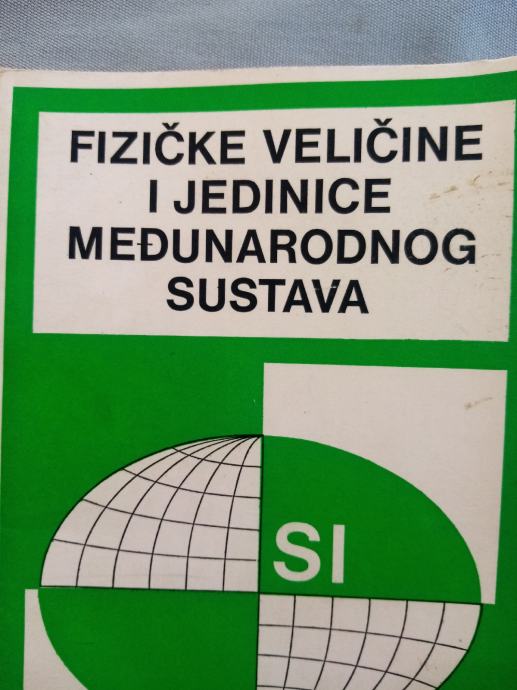 FIZIČKE VELIČINE
I JEDINICE
MEĐUNARODNOG
SUSTAVA
SI